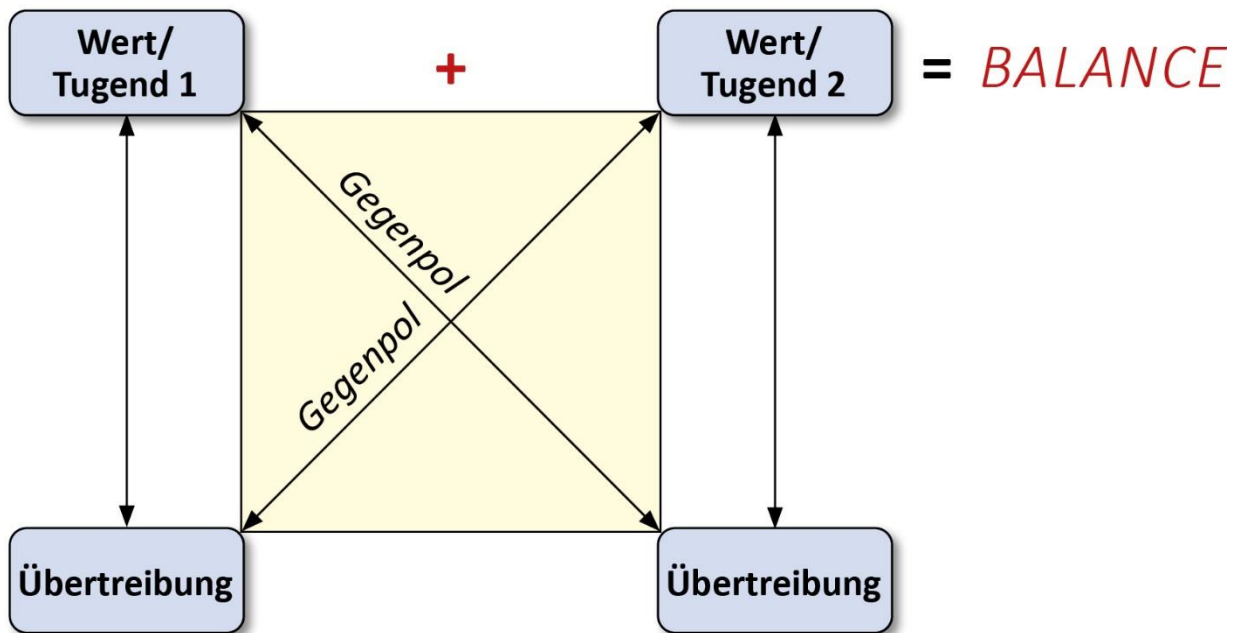 Wert/
Tugend 1
+
Wert/
Tugend 2
= BALANCE
Gegenpol
Gegenpol
Übertreibung
Übertreibung